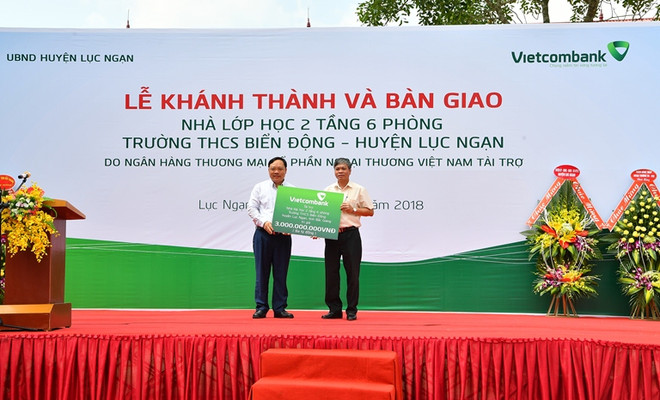 UBND HUYỆN LỤC NGẠN
Vietcombank
LỄ KHÁNH THÀNH VÀ BÀN GIAO
NHÀ LỚP HỌC 2 TẦNG 6 PHÒNG
TRƯỜNG THCS BIỂN ĐỘNG - HUYỆN LỤC NGẠN
DO NGÂN HÀNG THƯƠNG MẠI PHẦN NGOẠI THƯƠNG VIỆT NAM TÀI TRỢ
Lục Ngạn 2018
Vietcombank
3.000.000.000VNĐ